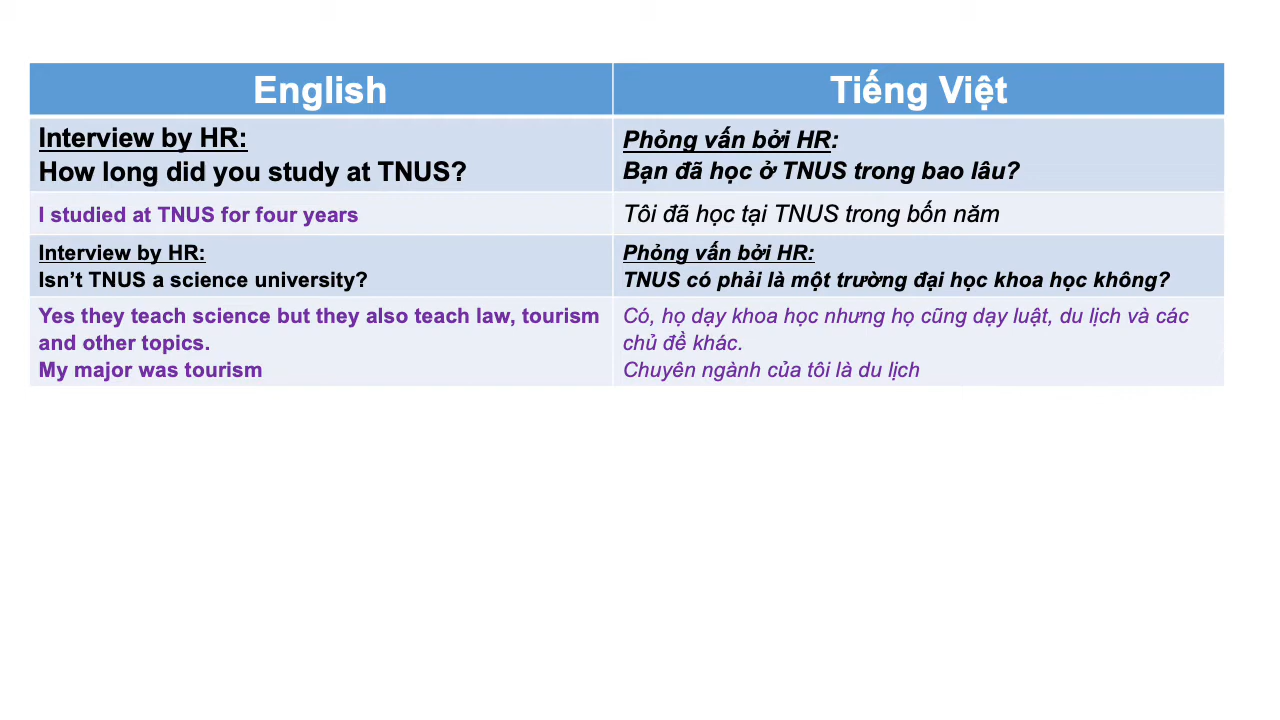 English
Tiếng Việt
Interview by HR:
How long did you study at TNUS?
Phỏng vấn bởi HR:
Bạn đã học ở TNUS trong bao lâu?
I studied at TNUS for four years
Tôi đã học tại TNUS trong bốn năm
Interview by HR:
Isn’t TNUS a science university?
Phỏng vấn bởi HR:
TNUS có phải là một trường đại học khoa học không?
Yes they teach science but they also teach law, tourism
and other topics.
My major was tourism
Có, họ dạy khoa học nhưng họ cũng dạy luật, du lịch và các
chủ đề khác.
Chuyên ngành của tôi là du lịch